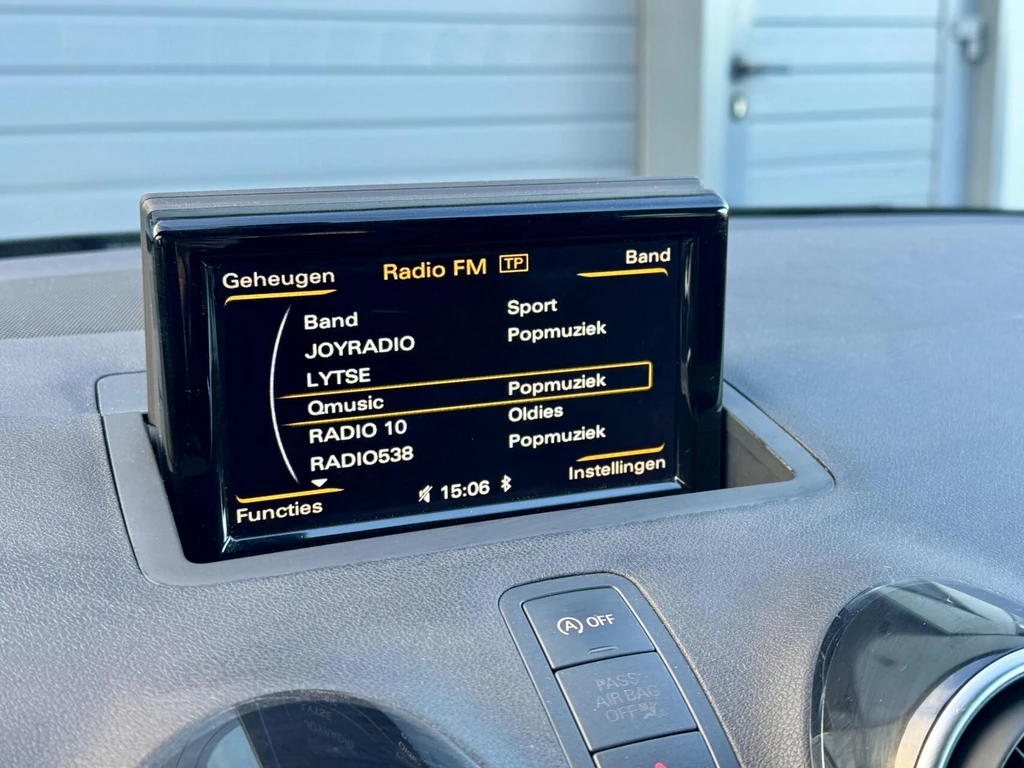 Geheugen Radio FM TP Band
Band Sport
JOYRADIO Popmuziek
LYTSE
Qmusic Popmuziek
RADIO 10 Oldies
RADIO538 Popmuziek
Functies 15:06 Instellingen
A OFF
PASS
AIR BAG
OFF